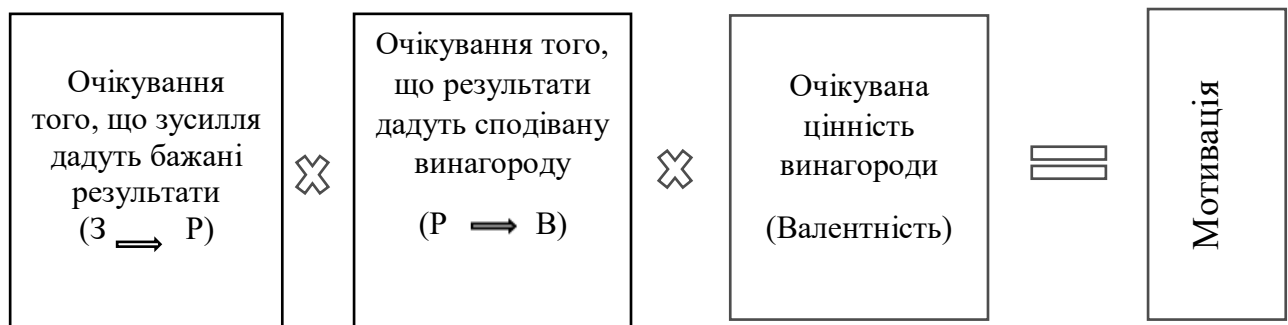 Очікування
того, що зусилля
дадуть бажані
результати
(З ⟹ Р)
Очікування того,
що результати
дадуть сподівану
винагороду
(Р ⟹ В)
Очікувана
цінність
винагороди
(Валентність)
Мотивація